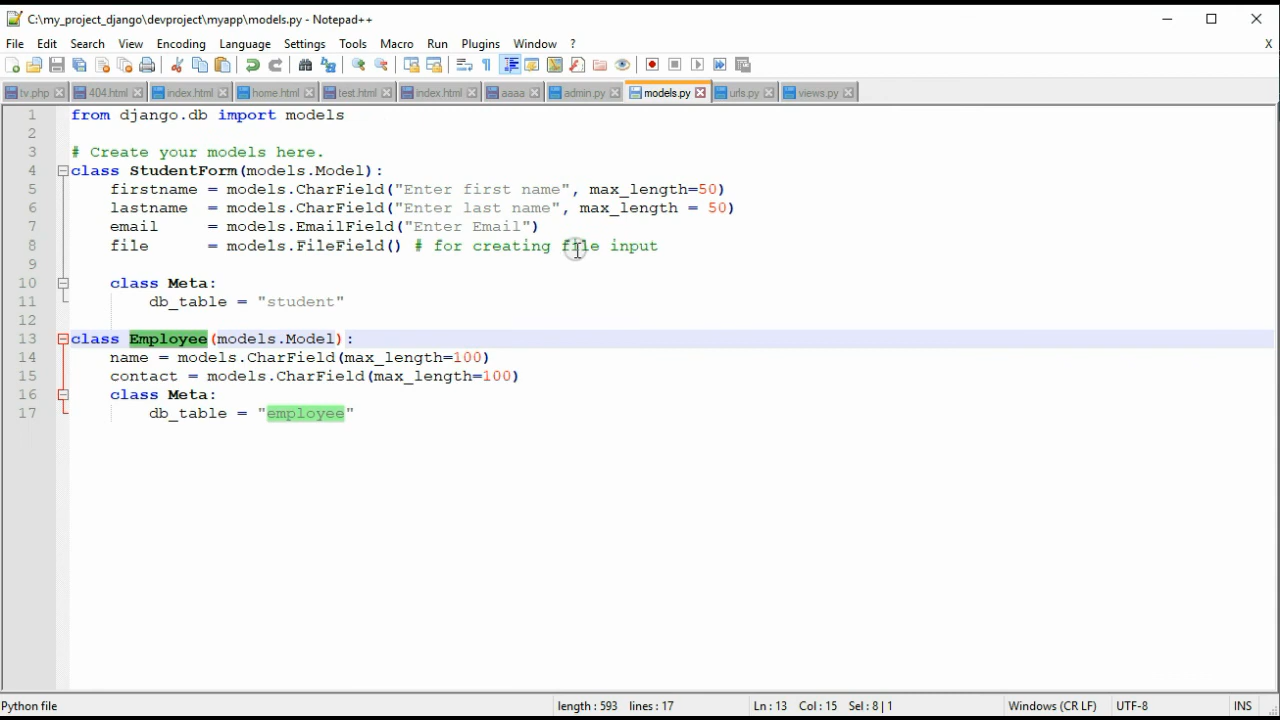 C:\my_project_django\devproject\myapp\models.py - Notepad++
File Edit Search View Encoding Language Settings Tools Macro Run Plugins Window ? X
tv.php 404.html index.html home.html test.html index.html aaaa admin.py models.py urls.py views.py
1 from django.db import models
2
3 # Create your models here.
4 class StudentForm(models.Model):
5 firstname = models.CharField("Enter first name", max_length=50)
6 lastname  = models.CharField("Enter last name", max_length = 50)
7 email     = models.EmailField("Enter Email")
8 file      = models.FileField() # for creating file input
9
10 class Meta:
11 db_table = "student"
12
13 class Employee(models.Model):
14 name = models.CharField(max_length=100)
15 contact = models.CharField(max_length=100)
16 class Meta:
17 db_table = "employee"
Python file length : 593 lines : 17 Ln : 13 Col : 15 Sel : 8 | 1 Windows (CR LF) UTF-8 INS